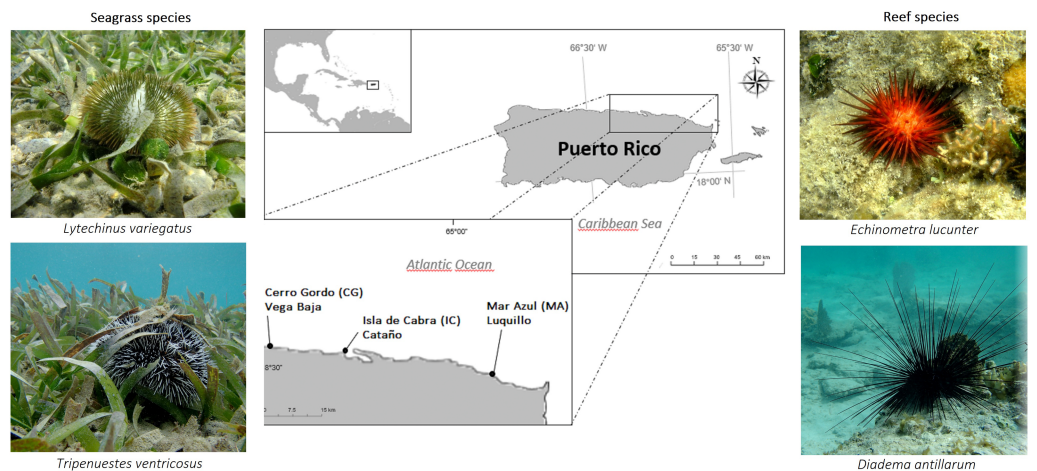 Seagrass species
Reef species
66°30' W
65°30' W
N
Puerto Rico
18°00' N
Caribbean Sea
0 15 30 45 60 km
65°00'
Atlantic Ocean
Cerro Gordo (CG)
Vega Baja
Isla de Cabra (IC)
Cataño
Mar Azul (MA)
Luquillo
8°30"
0 7.5 15 km
Lytechinus variegatus
Echinometra lucunter
Tripenuestes ventricosus
Diadema antillarum